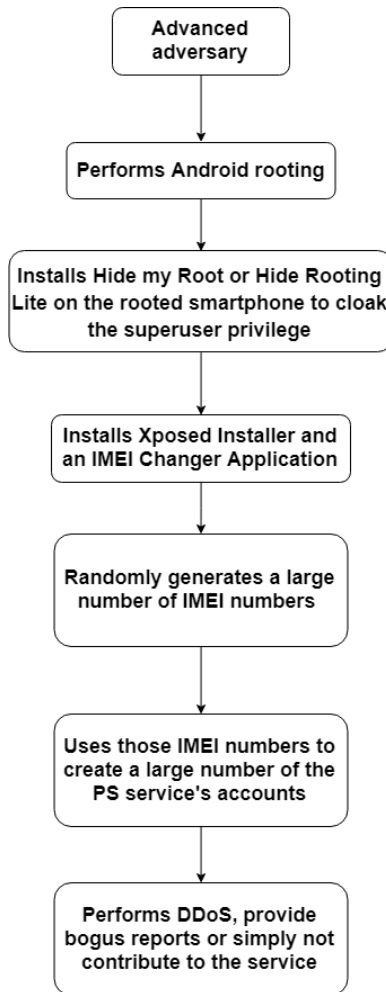 Advanced
adversary
Performs Android rooting
Installs Hide my Root or Hide Rooting
Lite on the rooted smartphone to cloak
the superuser privilege
Installs Xposed Installer and
an IMEI Changer Application
Randomly generates a large
number of IMEI numbers
Uses those IMEI numbers to
create a large number of the
PS service's accounts
Performs DDoS, provide
bogus reports or simply not
contribute to the service